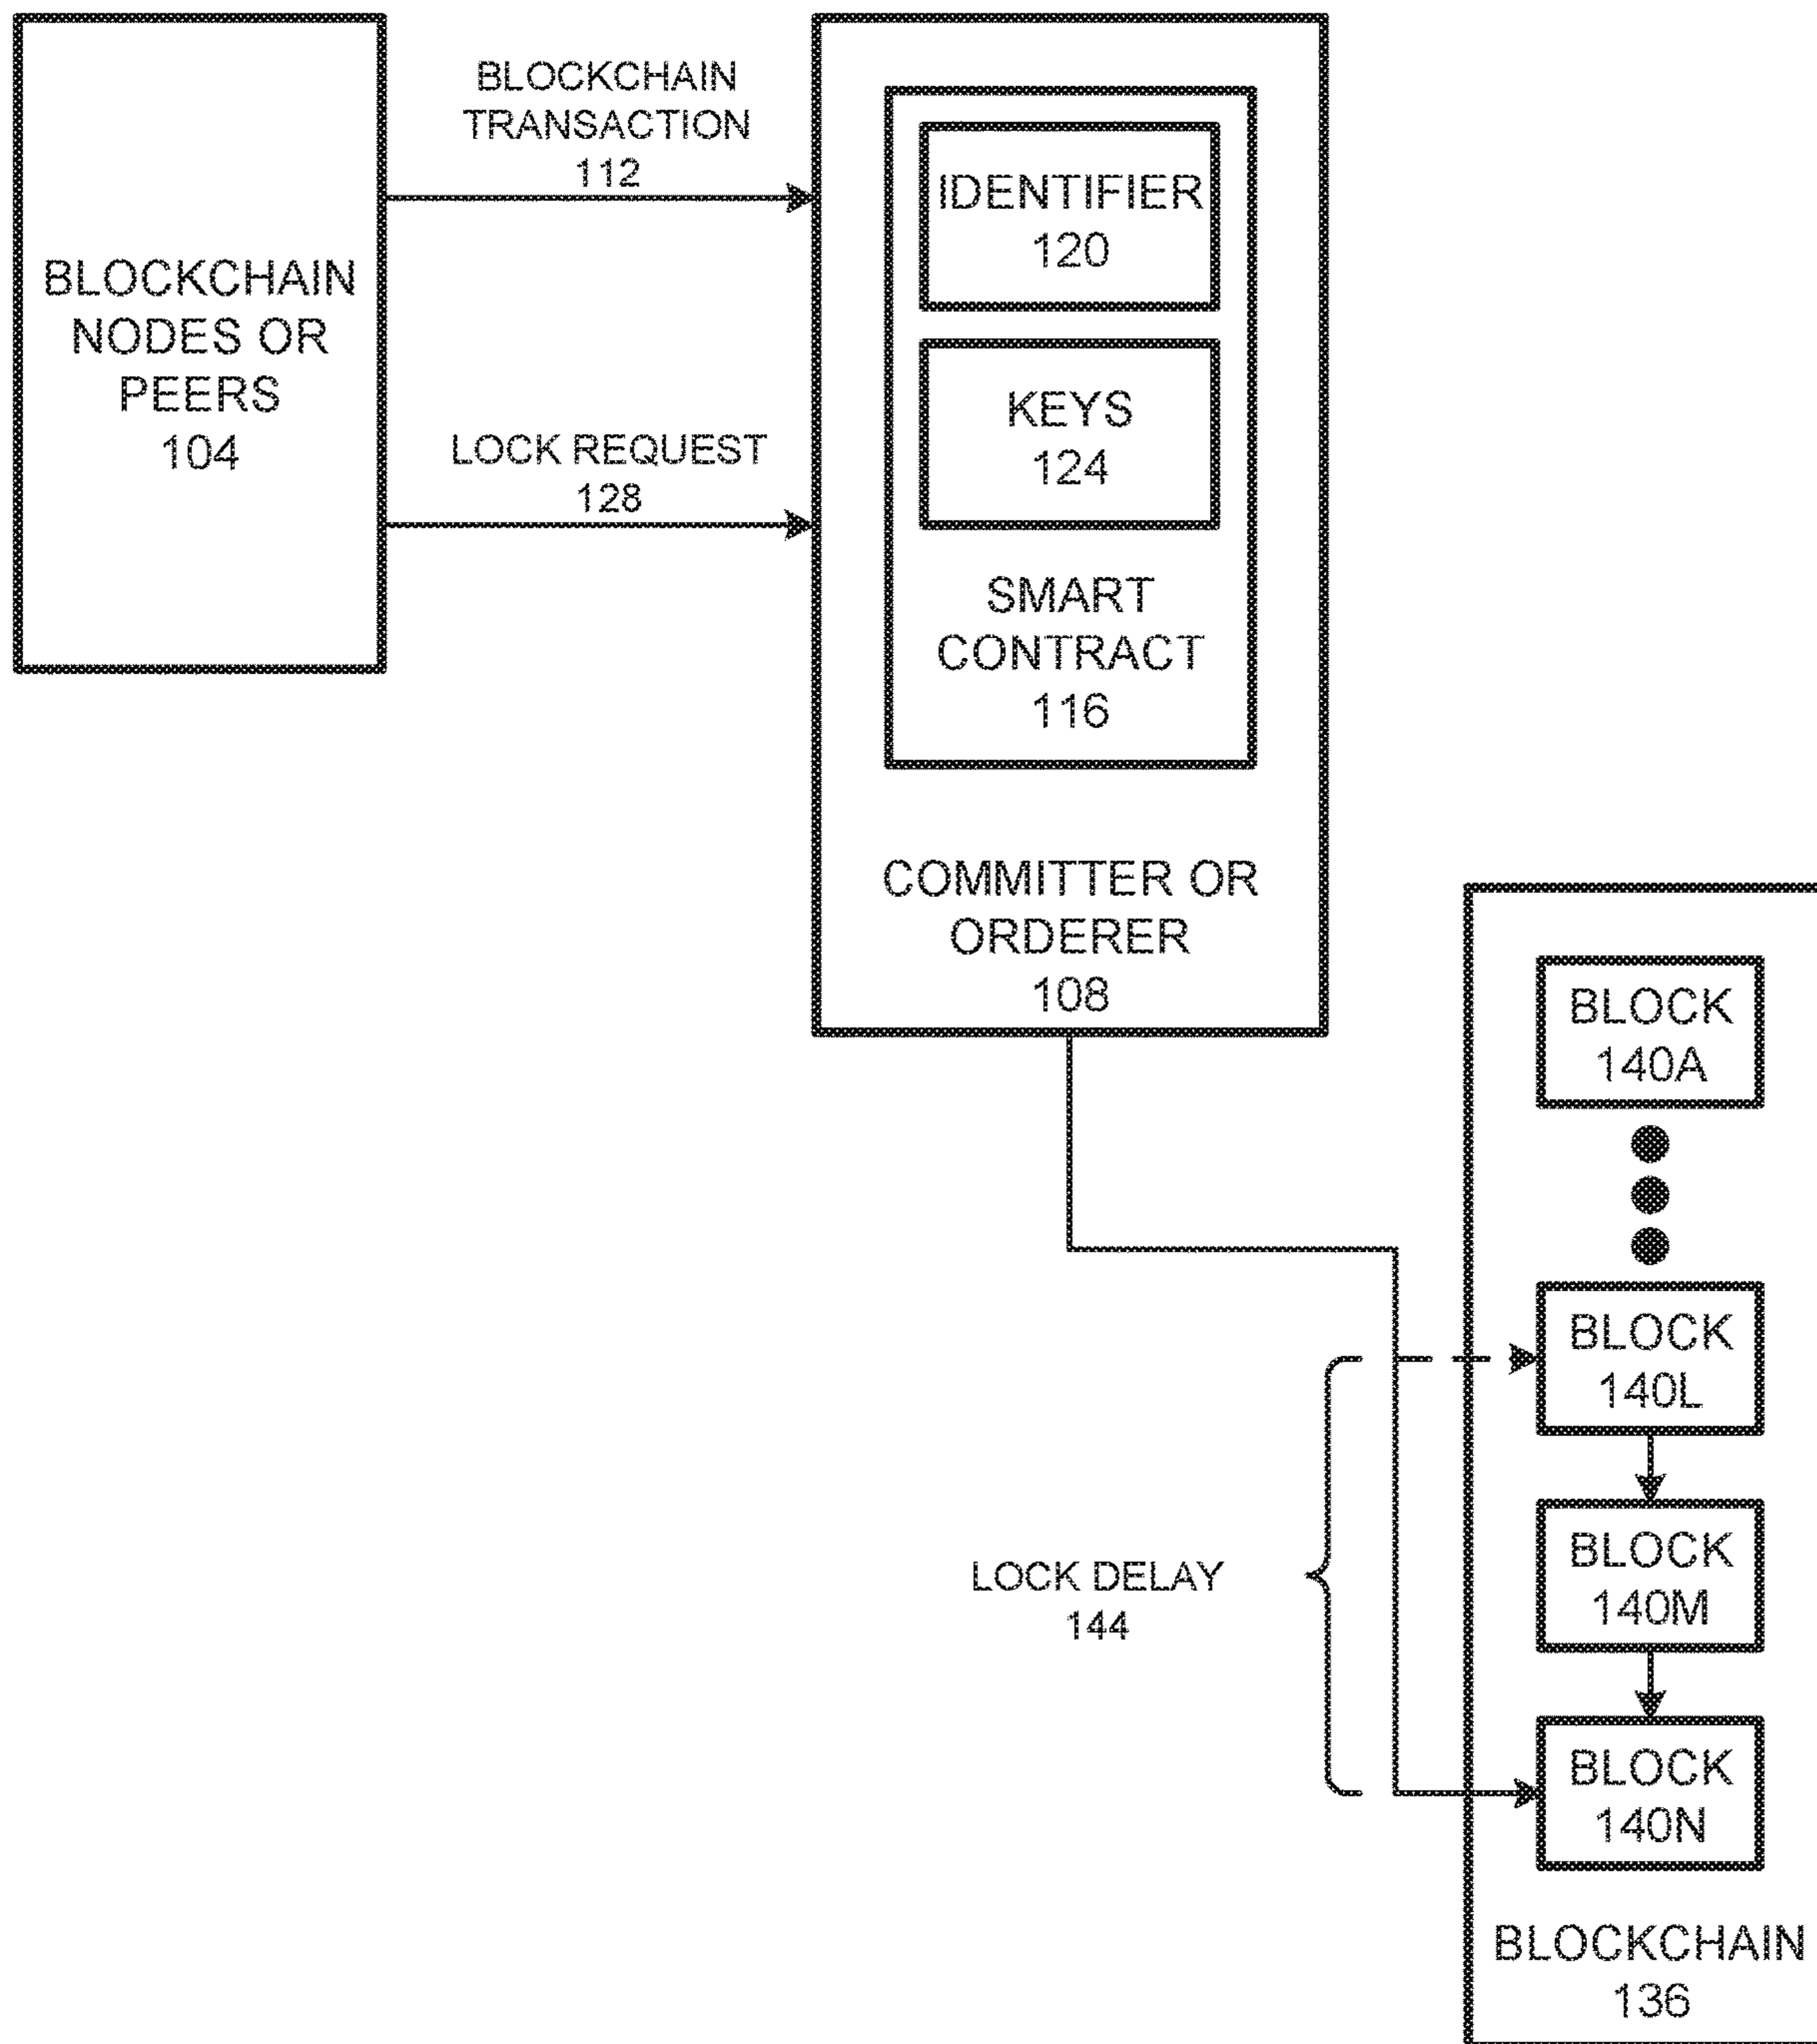 BLOCKCHAIN
NODES OR
PEERS
104
BLOCKCHAIN
TRANSACTION
112
LOCK REQUEST
128
IDENTIFIER
120
KEYS
124
SMART
CONTRACT
116
COMMITTER OR
ORDERER
108
BLOCK
140A
BLOCK
140L
BLOCK
140M
BLOCK
140N
LOCK DELAY
144
BLOCKCHAIN
136